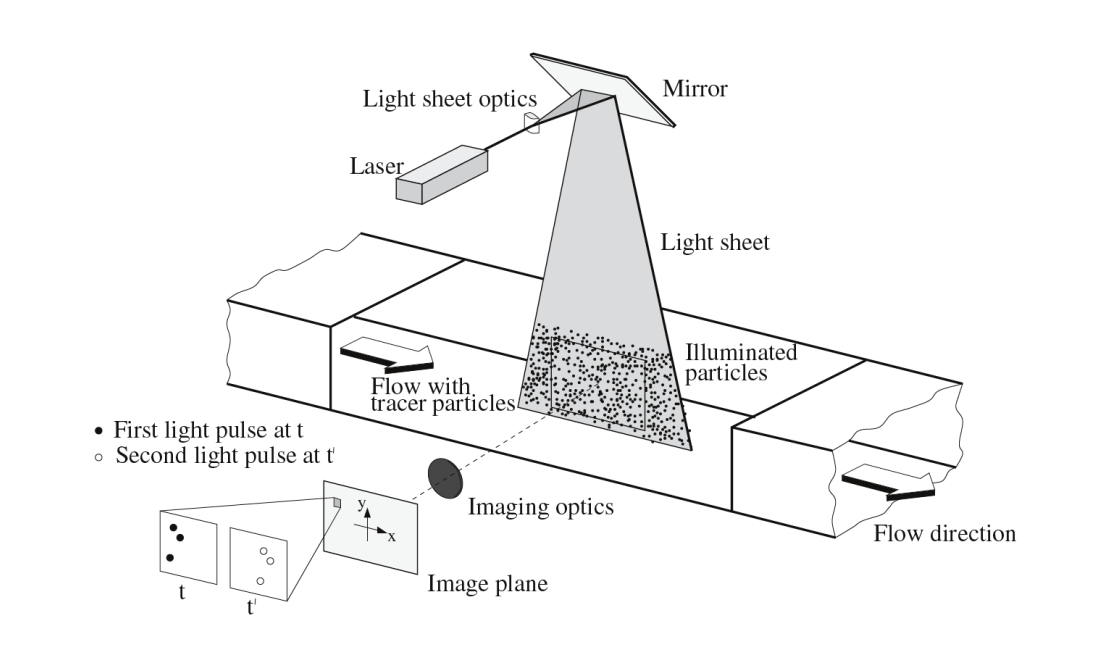 Mirror
Light sheet optics
Laser
Light sheet
Illuminated
particles
Flow with
tracer particles
• First light pulse at t
○ Second light pulse at t'
Imaging optics
y
x
Flow direction
Image plane
t
t'